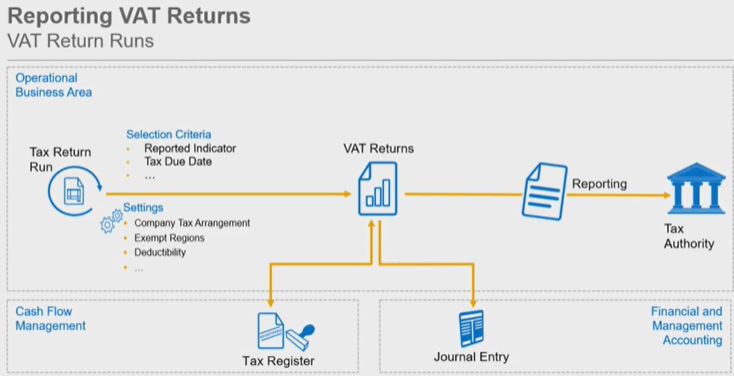 Reporting VAT Returns
VAT Return Runs
Operational
Business Area
Tax Return
Run
Selection Criteria
• Reported Indicator
• Tax Due Date
• ...
Settings
• Company Tax Arrangement
• Exempt Regions
• Deductibility
• ...
VAT Returns
Reporting
Tax
Authority
Cash Flow
Management
Tax Register
Journal Entry
Financial and
Management
Accounting